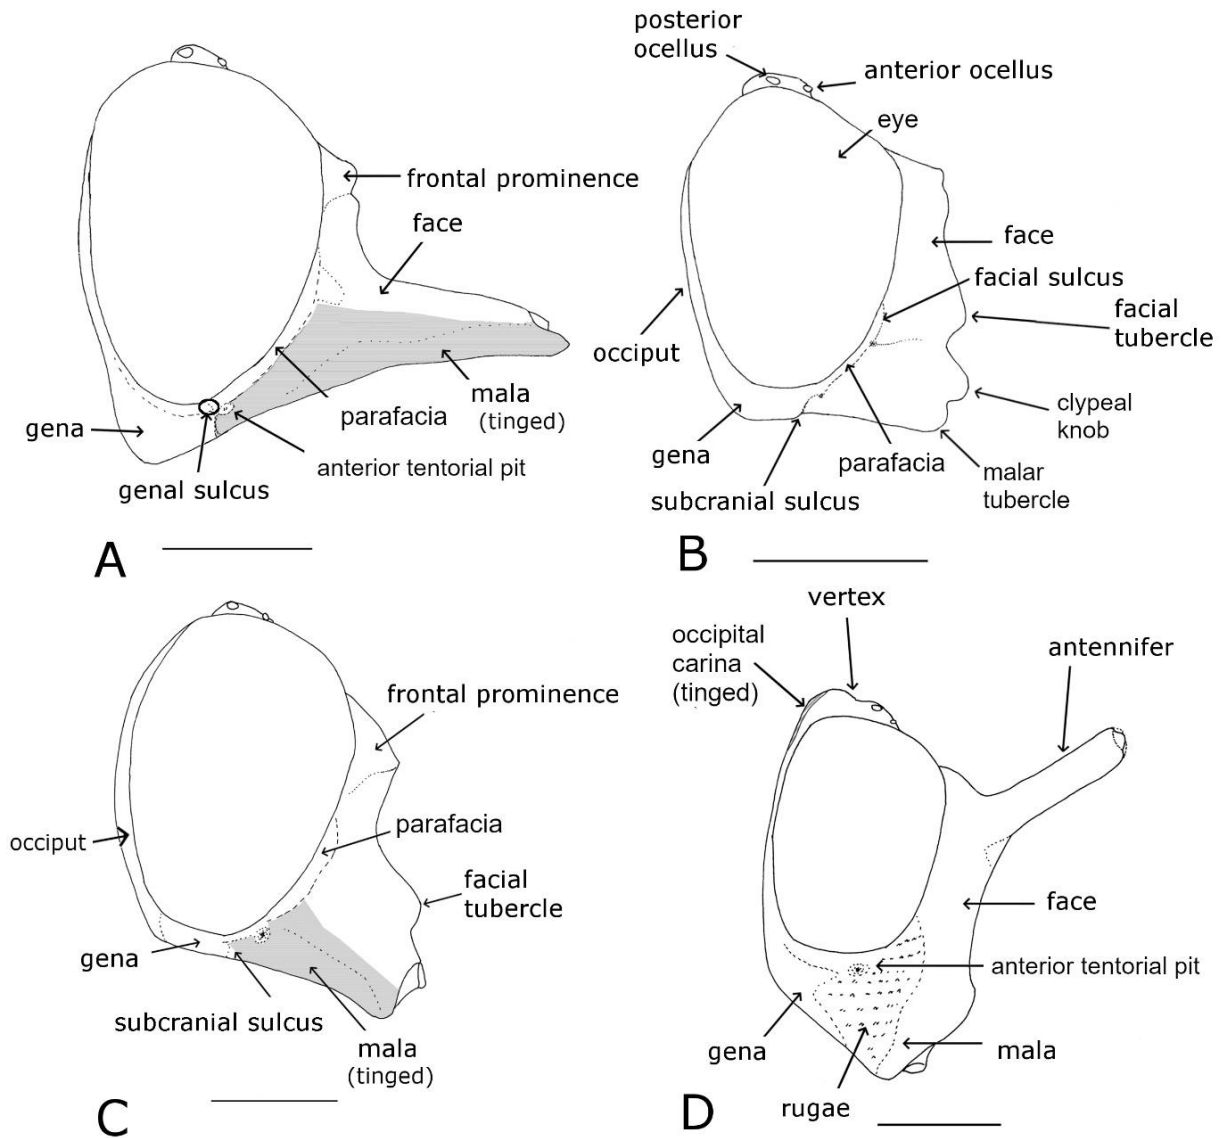 frontal prominence
face
mala
(tinged)
parafacia
anterior tentorial pit
genal sulcus
gena
A
posterior
ocellus
anterior ocellus
eye
face
facial sulcus
facial
tubercle
occiput
clypeal
knob
gena
parafacia
malar
tubercle
subcranial sulcus
B
frontal prominence
occiput
parafacia
facial
tubercle
gena
subcranial sulcus
mala
(tinged)
C
vertex
occipital
carina
(tinged)
antennifer
face
anterior tentorial pit
gena
mala
rugae
D